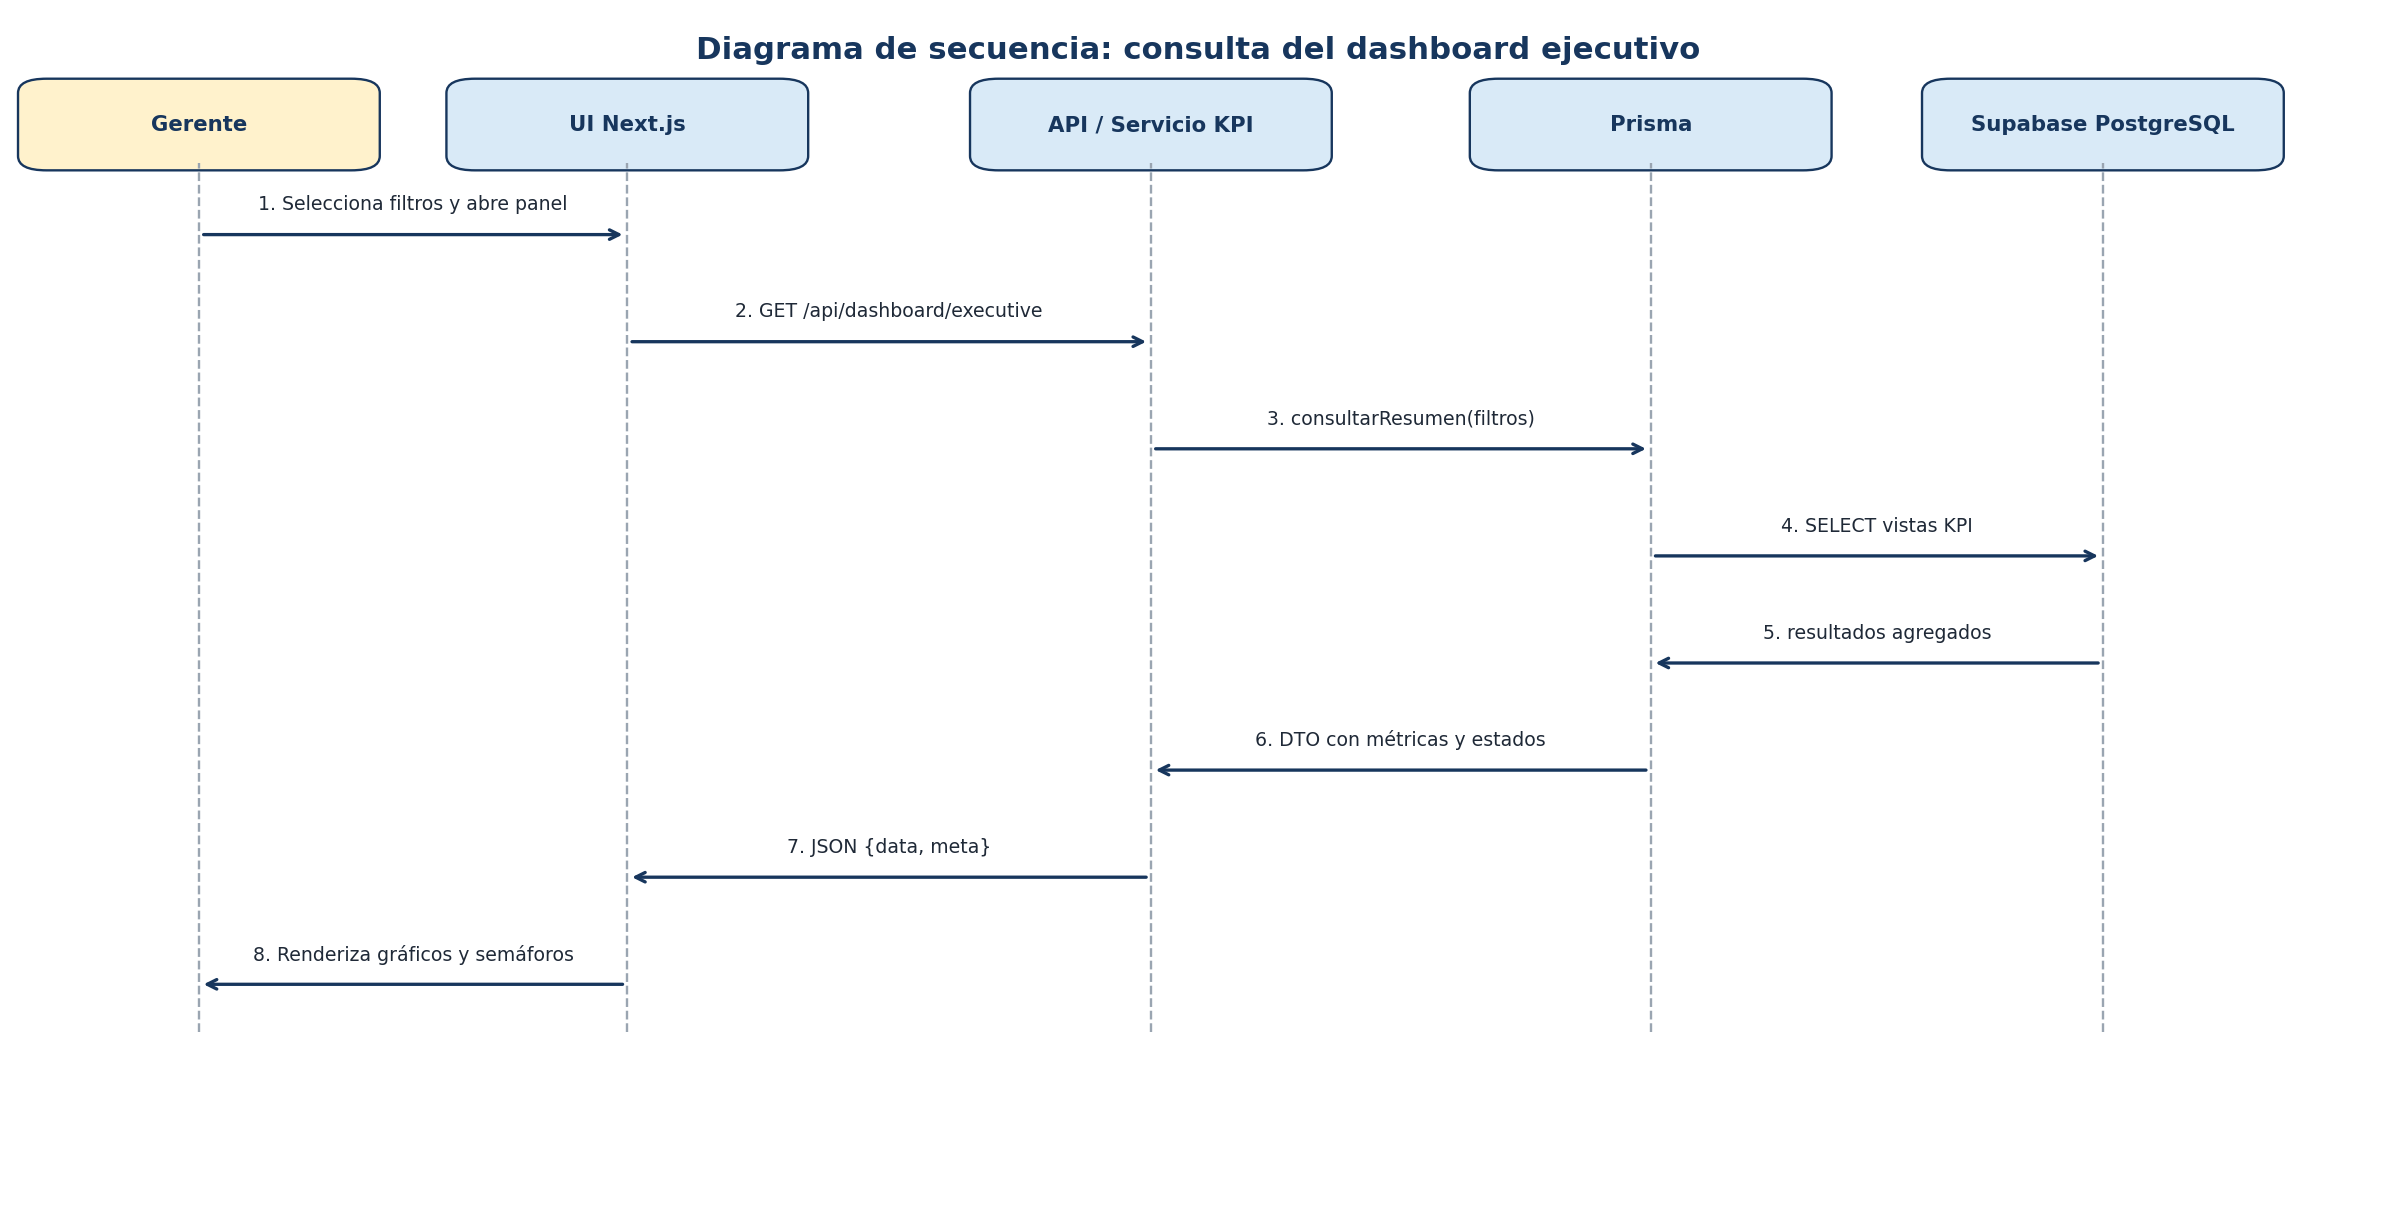 Diagrama de secuencia: consulta del dashboard ejecutivo
Gerente
UI Next.js
API / Servicio KPI
Prisma
Supabase PostgreSQL
1. Selecciona filtros y abre panel
2. GET /api/dashboard/executive
3. consultarResumen(filtros)
4. SELECT vistas KPI
5. resultados agregados
6. DTO con métricas y estados
7. JSON {data, meta}
8. Renderiza gráficos y semáforos